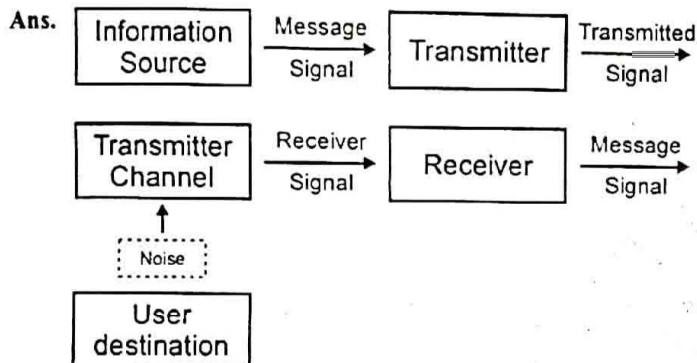 Ans.
Information
Source
Message
Signal
Transmitter
Transmitted
Signal
Transmitter
Channel
Receiver
Signal
Receiver
Message
Signal
Noise
User
destination